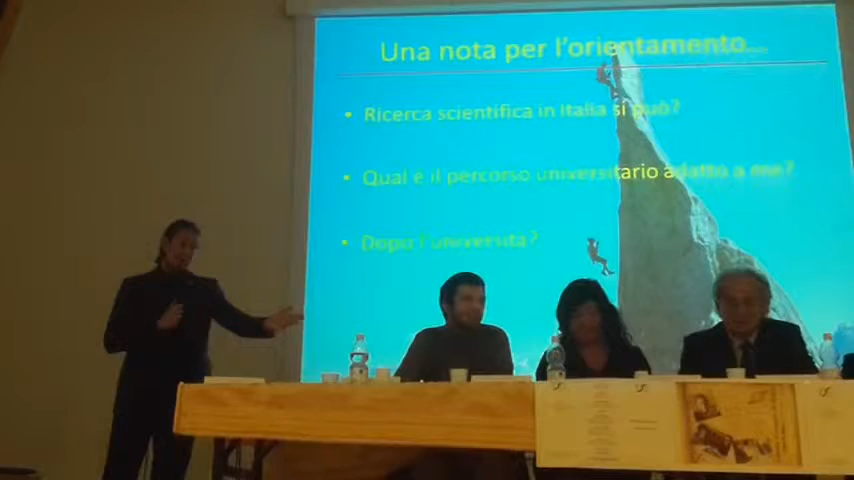 Una nota per l'orientamento...
• Ricerca scientifica in Italia si può?
• Qual è il percorso universitario adatto a me?
• Dopo l'università?